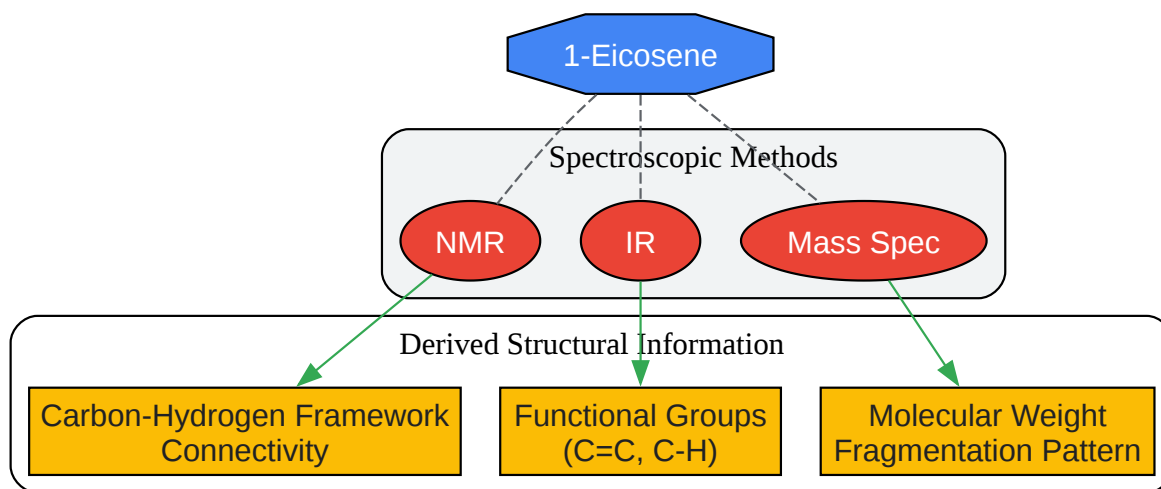 1-Eicosene
Spectroscopic Methods
NMR
IR
Mass Spec
Derived Structural Information
Carbon-Hydrogen Framework
Connectivity
Functional Groups
(C=C, C-H)
Molecular Weight
Fragmentation Pattern